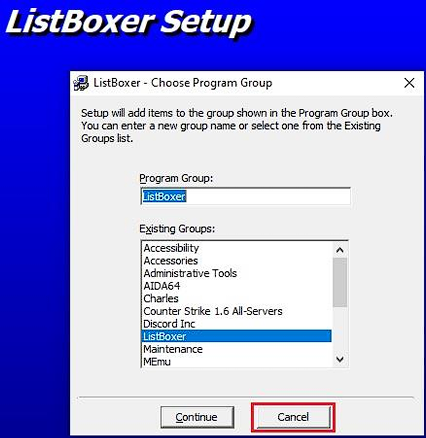 ListBoxer Setup
ListBoxer - Choose Program Group
Setup will add items to the group shown in the Program Group box.
You can enter a new group name or select one from the Existing
Groups list.
Program Group:
ListBoxer
Existing Groups:
Accessibility
Accessories
Administrative Tools
AIDA64
Charles
Counter Strike 1.6 All-Servers
Discord Inc
ListBoxer
Maintenance
MEmu
Continue
Cancel